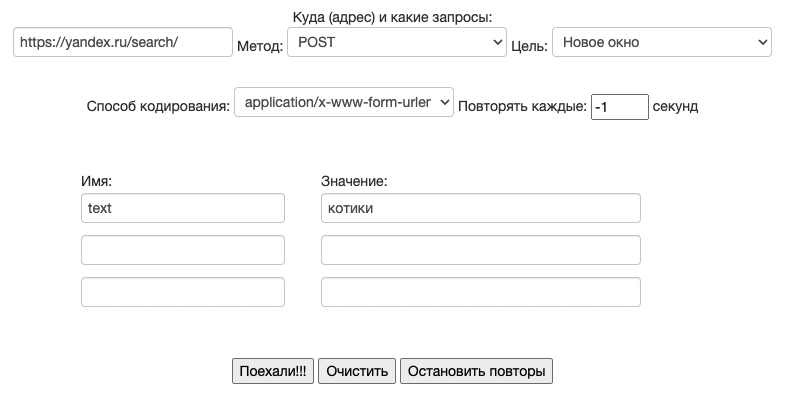 Куда (адрес) и какие запросы:
https://yandex.ru/search/ Метод: POST Цель: Новое окно
Способ кодирования: application/x-www-form-urler Повторять каждые: -1 секунд
Имя: Значение:
text котики
Поехали!!! Очистить Остановить повторы